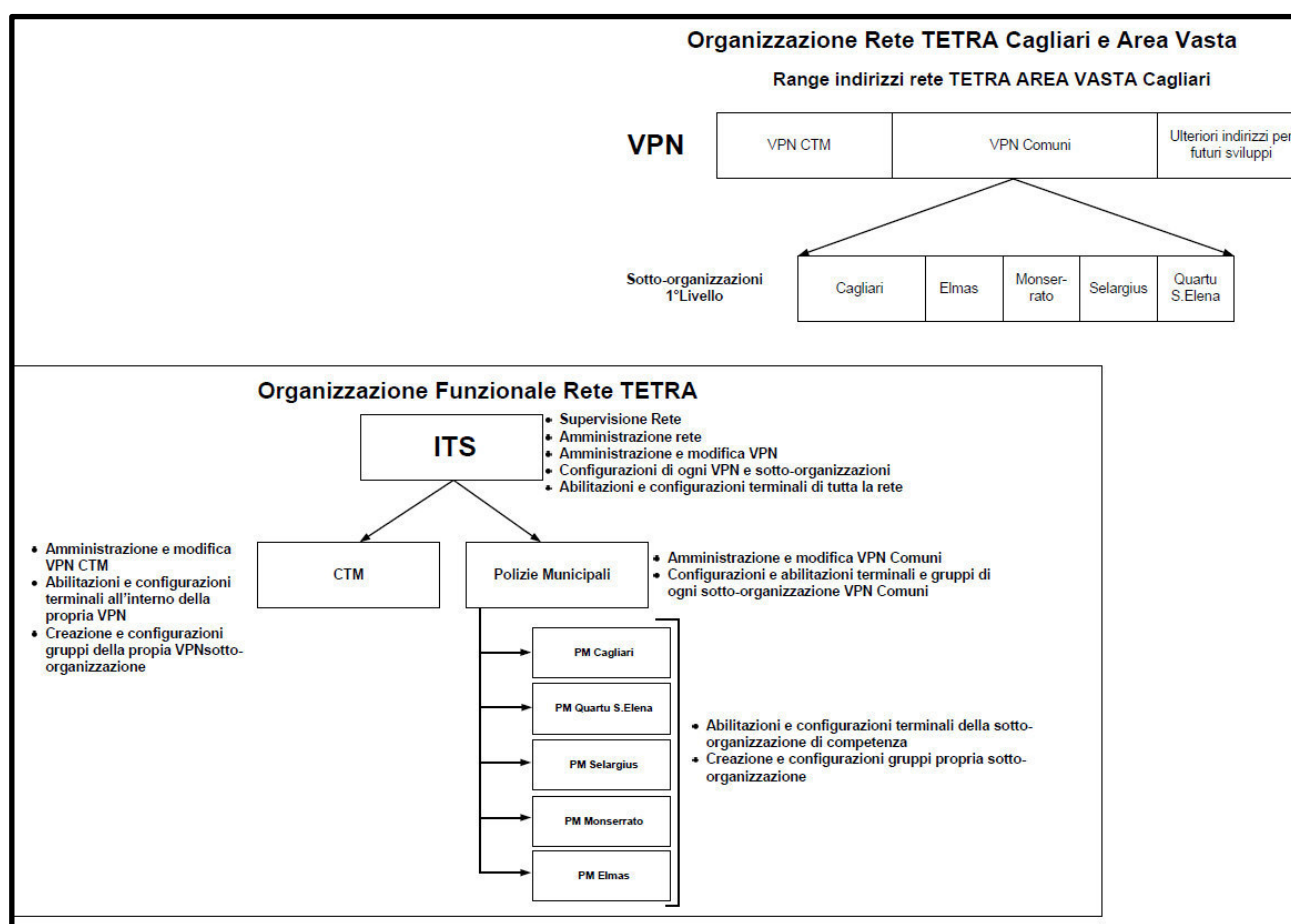 Organizzazione Rete TETRA Cagliari e Area Vasta
Range indirizzi rete TETRA AREA VASTA Cagliari
VPN
VPN CTM
VPN Comuni
Ulteriori indirizzi per
futuri sviluppi
Sotto-organizzazioni
1°Livello
Cagliari
Elmas
Monser-
rato
Selargius
Quartu
S.Elena
Organizzazione Funzionale Rete TETRA
ITS
• Supervisione Rete
• Amministrazione rete
• Amministrazione e modifica VPN
• Configurazioni di ogni VPN e sotto-organizzazioni
• Abilitazioni e configurazioni terminali di tutta la rete
• Amministrazione e modifica
VPN CTM
• Abilitazioni e configurazioni
terminali all'interno della
propria VPN
• Creazione e configurazioni
gruppi della propia VPNsotto-
organizzazione
CTM
Polizie Municipali
• Amministrazione e modifica VPN Comuni
• Configurazioni e abilitazioni terminali e gruppi di
ogni sotto-organizzazione VPN Comuni
PM Cagliari
PM Quartu S.Elena
PM Selargius
PM Monserrato
PM Elmas
• Abilitazioni e configurazioni terminali della sotto-
organizzazione di competenza
• Creazione e configurazioni gruppi propria sotto-
organizzazione